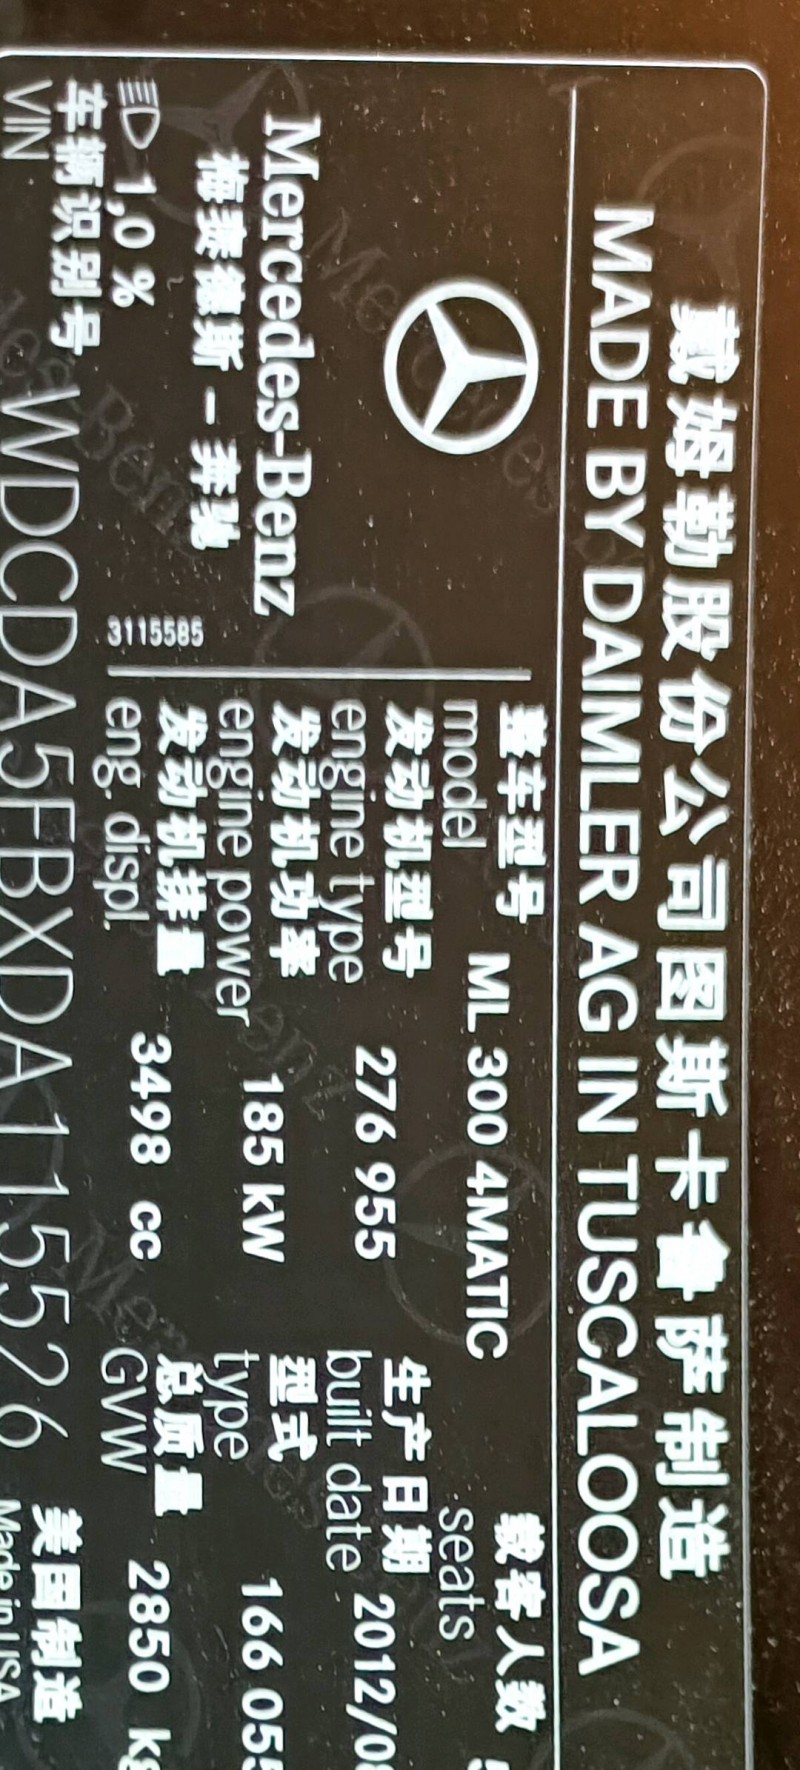 戴姆勒股份公司图斯卡鲁萨制造
MADE BY DAIMLER AG IN TUSCALOOSA
Mercedes-Benz
梅赛德斯－奔驰
1,0 %
3115585
整车型号
model ML 300 4MATIC
载客人数
seats
发动机型号
engine type 276 955
生产日期
built date 2012/08
发动机功率
engine power 185 kW
型式
type 166 055
发动机排量
eng. displ. 3498 cc
总质量
GVW 2850 kg
车辆识别号
VIN WDCDA5FBXDA115526
美国制造
Made in USA